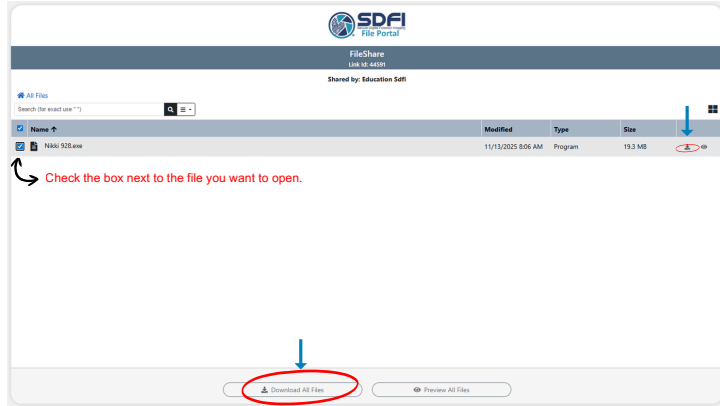 SDFI
File Portal
FileShare
Link Id: 44591
Shared by: Education Sdfi
All Files
Search (for exact use " ")
Name ↑ Modified Type Size
Nikki 928.exe 11/13/2025 8:06 AM Program 19.3 MB
Check the box next to the file you want to open.
Download All Files Preview All Files